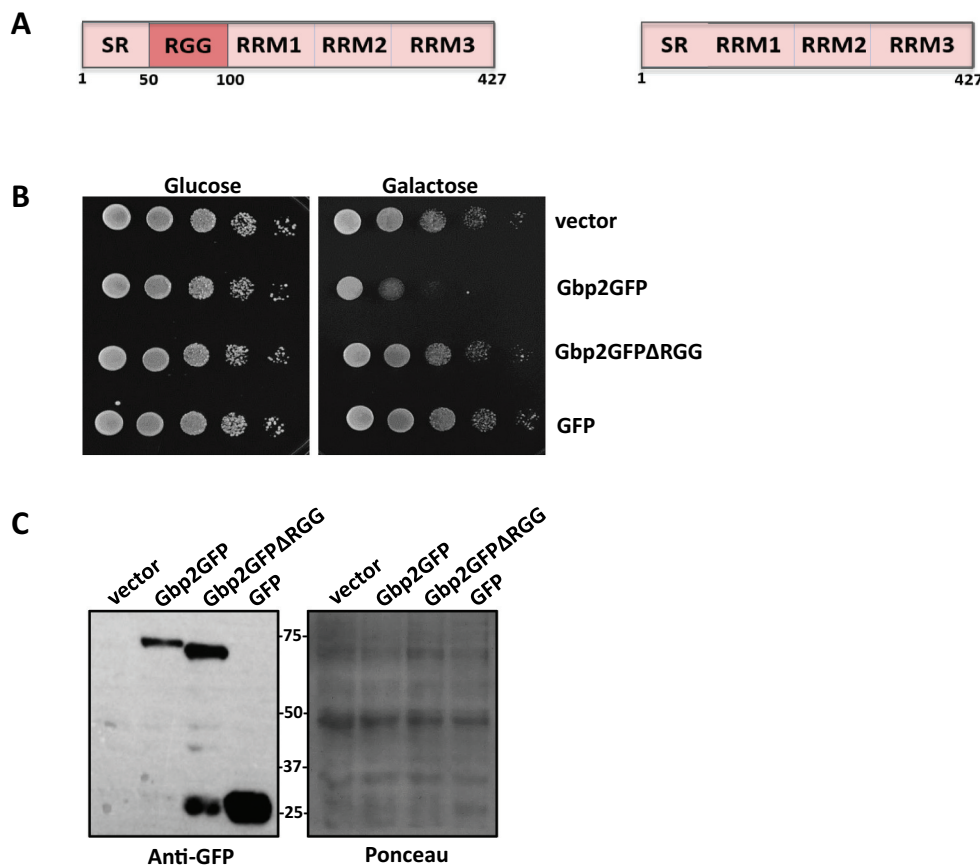 A
SR RGG RRM1 RRM2 RRM3
1 50 100 427
SR RRM1 RRM2 RRM3
1 427
B
Glucose Galactose
vector
Gbp2GFP
Gbp2GFPΔRGG
GFP
C
vector Gbp2GFP Gbp2GFPΔRGG GFP
vector Gbp2GFP Gbp2GFPΔRGG GFP
-75-
-50-
-37-
-25-
Anti-GFP Ponceau